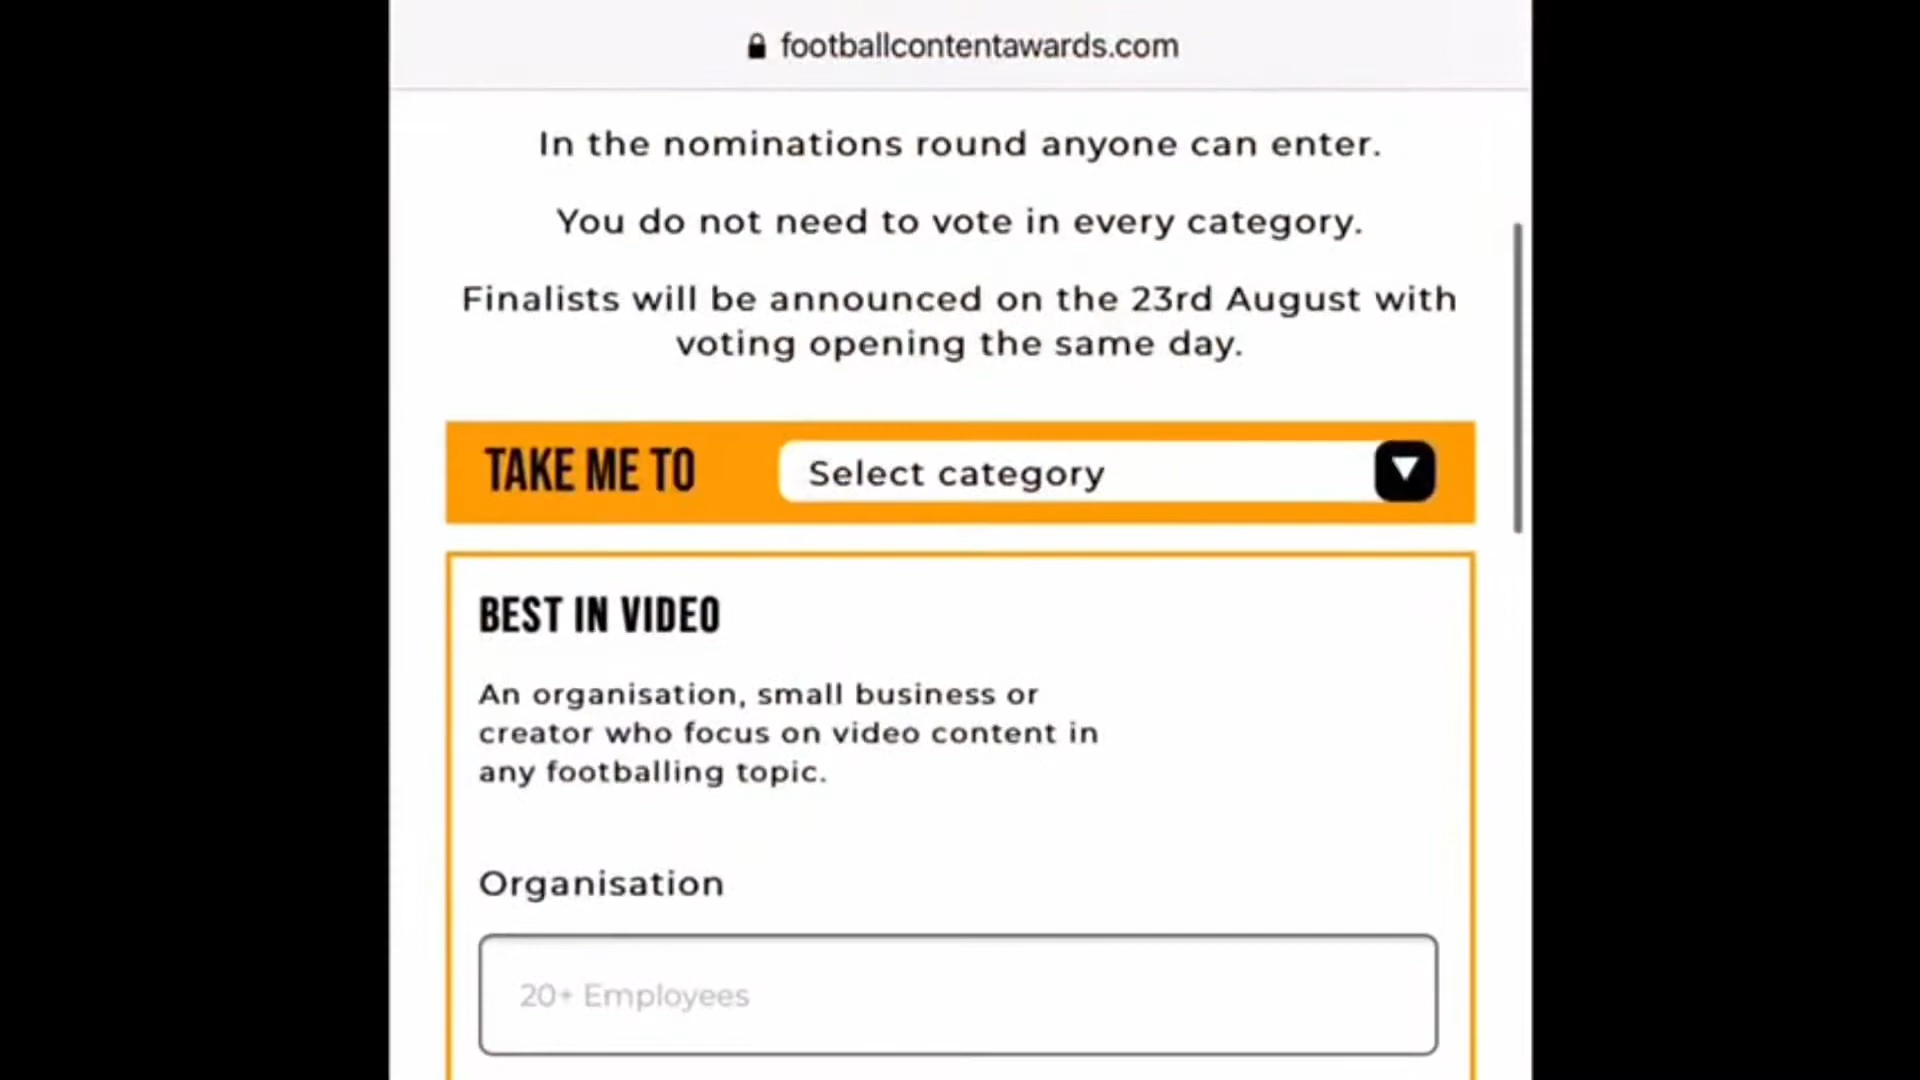 footballcontentawards.com
In the nominations round anyone can enter.
You do not need to vote in every category.
Finalists will be announced on the 23rd August with
voting opening the same day.
TAKE ME TO
Select category
BEST IN VIDEO
An organisation, small business or
creator who focus on video content in
any footballing topic.
Organisation
20+ Employees